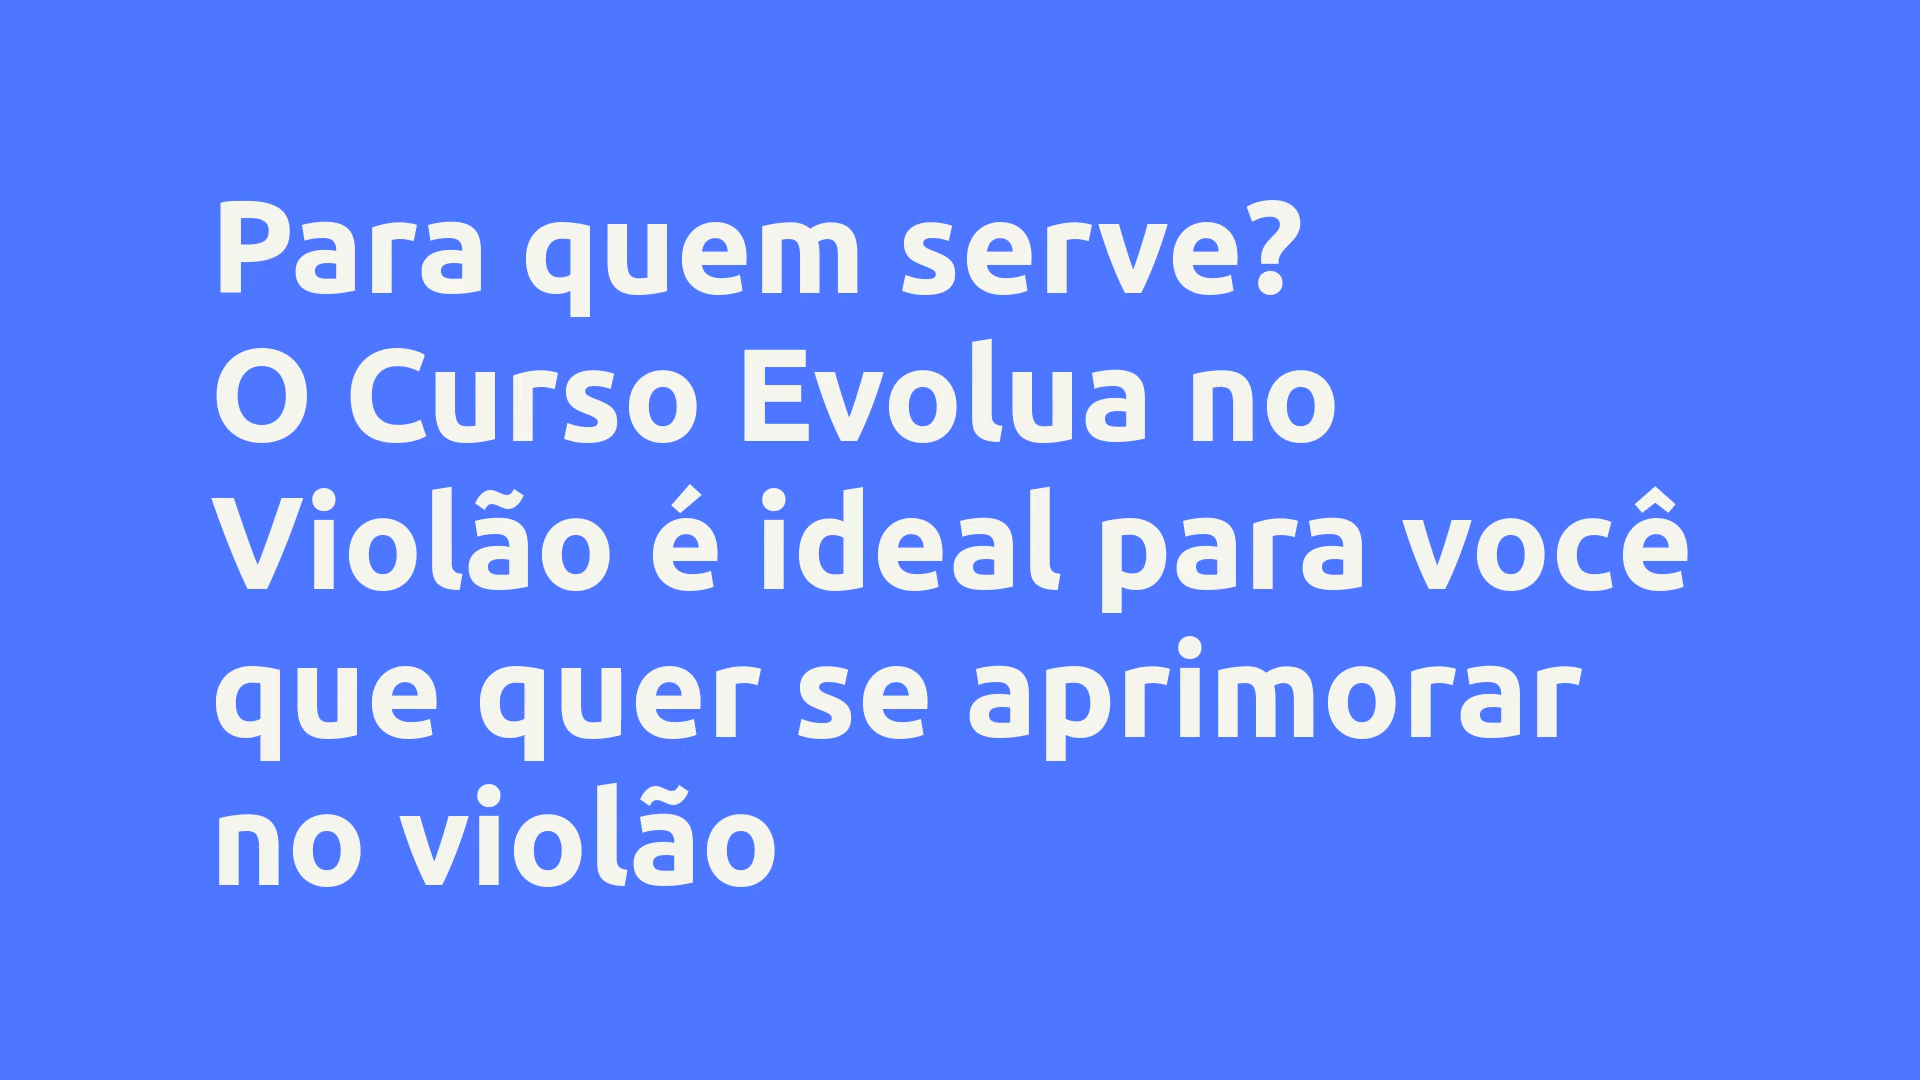 Para quem serve?
O Curso Evolua no
Violão é ideal para você
que quer se aprimorar
no violão